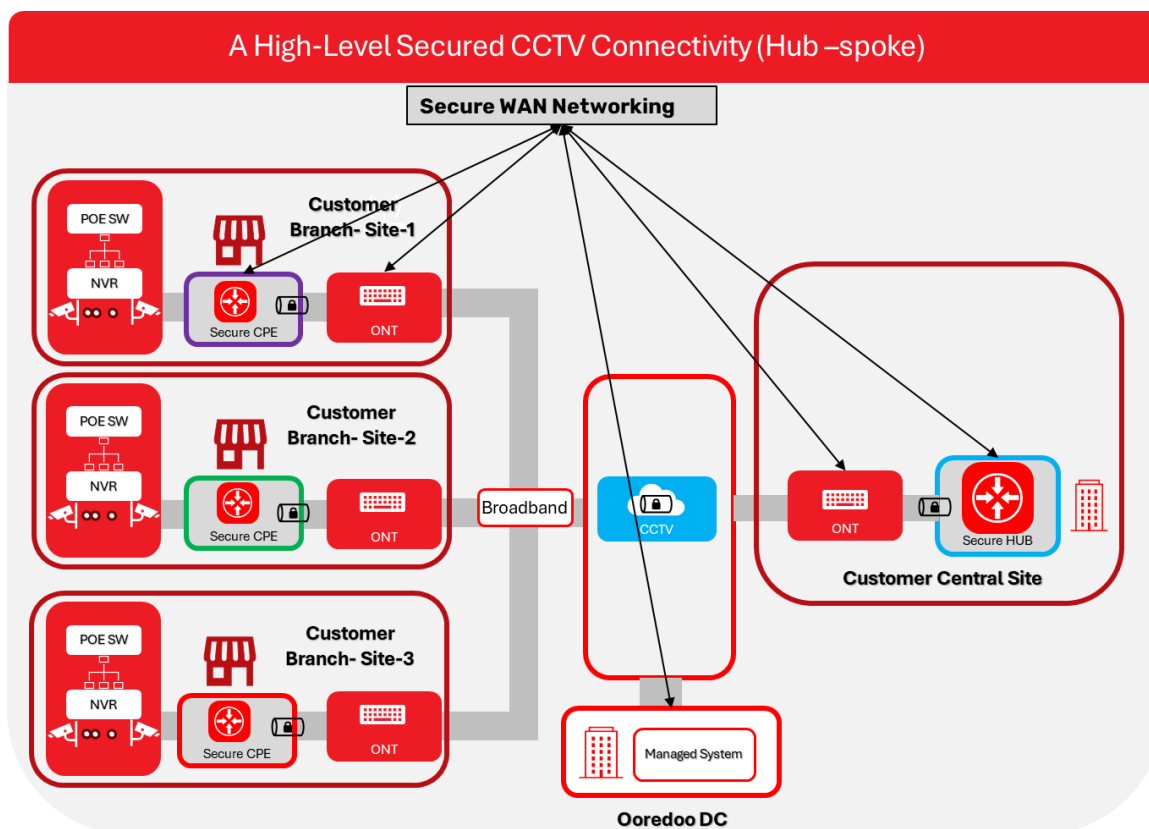 A High-Level Secured CCTV Connectivity (Hub –spoke)
Secure WAN Networking
Customer
Branch- Site-1
POE SW
NVR
Secure CPE
ONT
Customer
Branch- Site-2
POE SW
NVR
Secure CPE
ONT
Broadband
CCTV
ONT
Secure HUB
Customer Central Site
Customer
Branch- Site-3
POE SW
NVR
Secure CPE
ONT
Managed System
Ooredoo DC